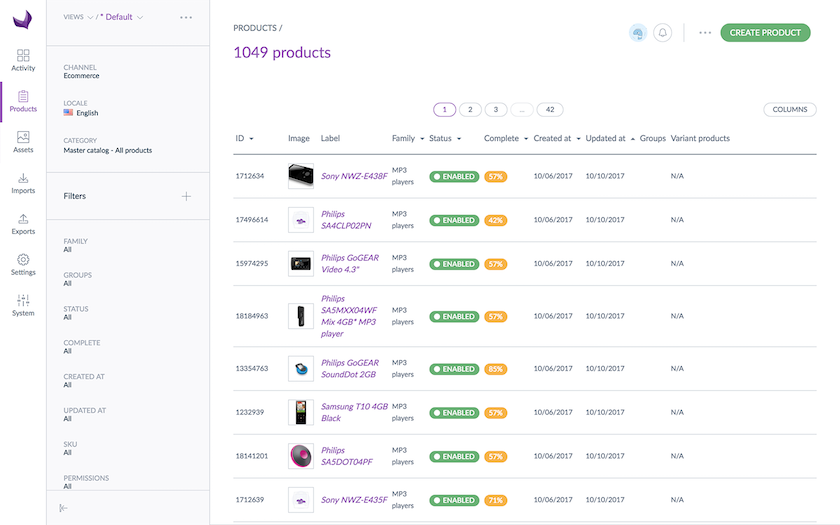 VIEWS / * Default
Activity
Products
Assets
Imports
Exports
Settings
System
CHANNEL
Ecommerce
LOCALE
English
CATEGORY
Master catalog - All products
Filters
FAMILY
All
GROUPS
All
STATUS
All
COMPLETE
All
CREATED AT
All
UPDATED AT
All
SKU
All
PERMISSIONS
All
PRODUCTS /
CREATE PRODUCT
1049 products
1 2 3 ... 42
COLUMNS
ID Image Label Family Status Complete Created at Updated at Groups Variant products
1712634 Sony NWZ-E438F MP3 players ENABLED 57% 10/06/2017 10/10/2017 N/A
17496614 Philips SA4CLP02PN MP3 players ENABLED 42% 10/06/2017 10/10/2017 N/A
15974295 Philips GoGEAR Video 4.3" MP3 players ENABLED 57% 10/06/2017 10/10/2017 N/A
18184963 Philips SA5MXX04WF Mix 4GB* MP3 player MP3 players ENABLED 57% 10/06/2017 10/10/2017 N/A
13354763 Philips GoGEAR SoundDot 2GB MP3 players ENABLED 85% 10/06/2017 10/10/2017 N/A
1232939 Samsung T10 4GB Black MP3 players ENABLED 57% 10/06/2017 10/10/2017 N/A
18141201 Philips SA5DOT04PF MP3 players ENABLED 57% 10/06/2017 10/10/2017 N/A
1712639 Sony NWZ-E435F MP3 players ENABLED 71% 10/06/2017 10/10/2017 N/A